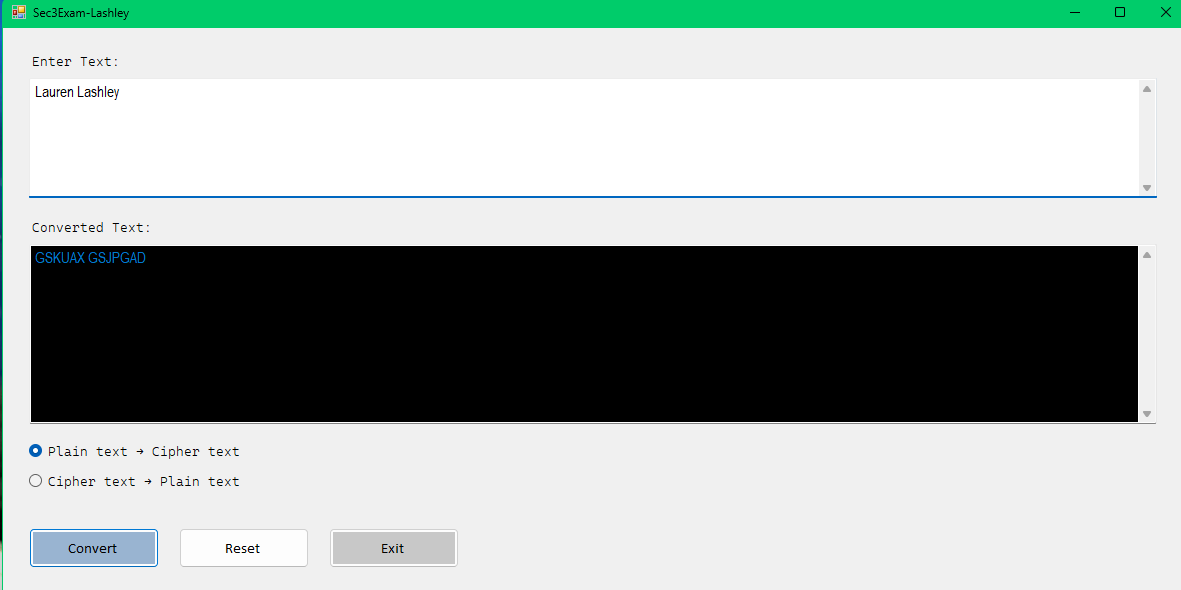 Sec3Exam-Lashley
Enter Text:
Lauren Lashley
Converted Text:
GSKUAX GSJPGAD
Plain text → Cipher text
Cipher text → Plain text
Convert Reset Exit